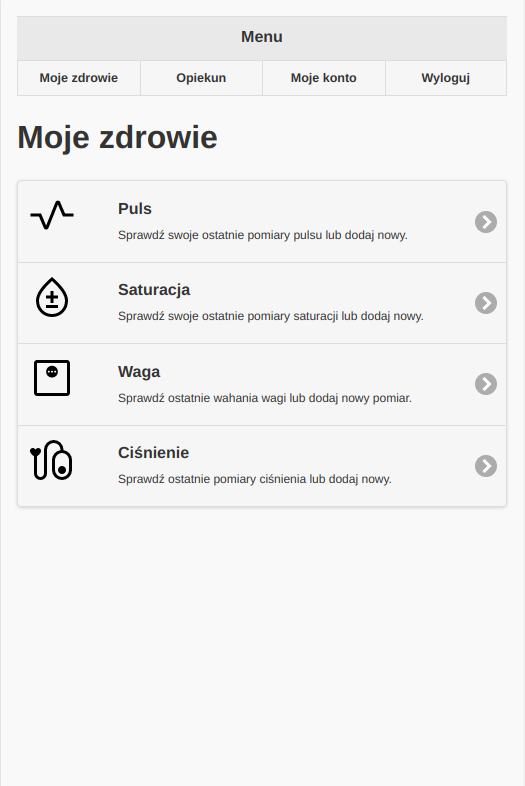 Menu
Moje zdrowie
Opiekun
Moje konto
Wyloguj
Moje zdrowie
Puls
Sprawdź swoje ostatnie pomiary pulsu lub dodaj nowy.
Saturacja
Sprawdź swoje ostatnie pomiary saturacji lub dodaj nowy.
Waga
Sprawdź ostatnie wahania wagi lub dodaj nowy pomiar.
Ciśnienie
Sprawdź ostatnie pomiary ciśnienia lub dodaj nowy.